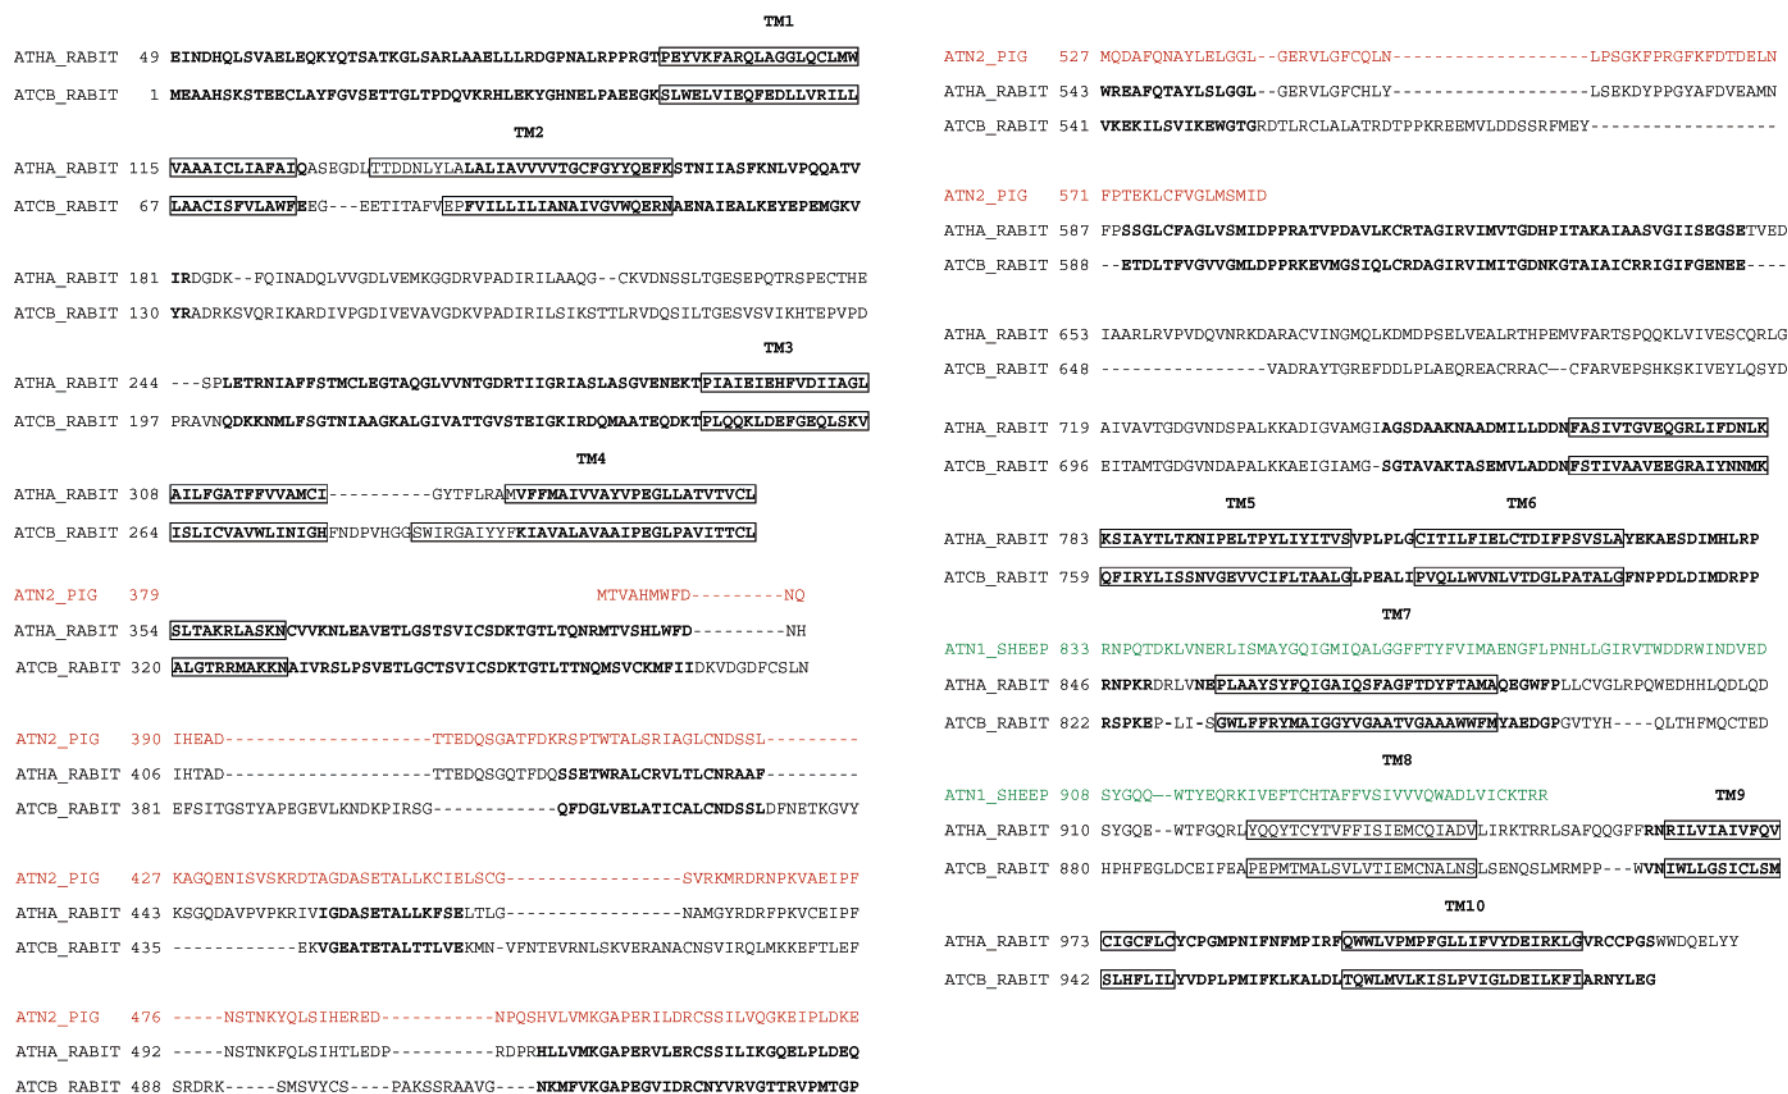 TM1
ATHA_RABIT 49 EINDHQLSVAELEQKYQTSATKGLSARLAAELLLRDGPNALRPPRGTPEYVKFARQLAGGLQCLMW
ATCB_RABIT 1 MEAAHSKSTEECLAYFGVSETTGLTPDQVKRHLEKYGHNELPAEEGKSLWELVIEQFEDLLVRILL
TM2
ATHA_RABIT 115 VAAAICLIAFAIQASEGDLTTDDNLYLALALIAVVVVTGCFGYYQEFKSTNIIASFKNLVPQQATV
ATCB_RABIT 67 LAACISFVLAWFEEG---EETITAFVEPFVILLILIANAIVGVWQERNAENAIEALKEYEPEMGKV
ATHA_RABIT 181 IRDGDK--FQINADQLVVGDLVEMKGGDRVPADIRILAAQG--CKVDNSSLTGESEPQTRSPECTHE
ATCB_RABIT 130 YRADRKSVQRIKARDIVPGDIVEVAVGDKVPADIRILSIKSTTLRVDQSILTGESVSVIKHTEPVPD
TM3
ATHA_RABIT 244 ---SPLETRNIAFFSTMCLEGTAQGLVVNTGDRTIIGRIASLASGVENEKTPIAIEIEHFVDIIAGL
ATCB_RABIT 197 PRAVNQDKKNMLFSGTNIAAGKALGIVATTGVSTEIGKIRDQMAATEQDKTPLQQKLDEFGEQLSKV
TM4
ATHA_RABIT 308 AILFGATFFVVAMCI----------GYTFLRAMVFFMAIVVAYVPEGLLATVTVCL
ATCB_RABIT 264 ISLICVAVWLINIGHFNDPVHGGSWIRGAIYYFKIAVALAVAAIPEGLPAVITTCL
ATN2_PIG 379 MTVAHMWFD---------NQ
ATHA_RABIT 354 SLTAKRLASKNCVVKNLEAVETLGSTSVICSDKTGTLTQNRMTVSHLWFD---------NH
ATCB_RABIT 320 ALGTRRMAKKNAIVRSLPSVETLGCTSVICSDKTGTLTTNQMSVCKMFIIDKVDGDFCSLN
ATN2_PIG 390 IHEAD--------------------TTEDQSGATFDKRSPTWTALSRIAGLCNDSSL---------
ATHA_RABIT 406 IHTAD--------------------TTEDQSGQTFDQSSETWRALCRVLTLCNRAAF---------
ATCB_RABIT 381 EFSITGSTYAPEGEVLKNDKPIRSG------------QFDGLVELATICALCNDSSLDFNETKGVY
ATN2_PIG 427 KAGQENISVSKRDTAGDASETALLKCIELSCG-----------------SVRKMRDRNPKVAEIPF
ATHA_RABIT 443 KSGQDAVPVPKRIVIGDASETALLKFSELTLG-----------------NAMGYRDRFPKVCEIPF
ATCB_RABIT 435 ------------EKVGEATETALTTLVEKMN-VFNTEVRNLSKVERANACNSVIRQLMKKEFTLEF
ATN2_PIG 476 -----NSTNKYQLSIHERED-----------NPQSHVLVMKGAPERILDRCSSILVQGKEIPLDKE
ATHA_RABIT 492 -----NSTNKFQLSIHTLEDP----------RDPRHLLVMKGAPERVLERCSSILIKGQELPLDEQ
ATCB RABIT 488 SRDRK-----SMSVYCS----PAKSSRAAVG----NKMFVKGAPEGVIDRCNYVRVGTTRVPMTGP
ATN2_PIG 527 MQDAFQNAYLELGGL--GERVLGFCQLN-------------------LPSGKFPRGFKFDTDELN
ATHA_RABIT 543 WREAFQTAYLSLGGL--GERVLGFCHLY-------------------LSEKDYPPGYAFDVEAMN
ATCB_RABIT 541 VKEKILSVIKEWGTGRDTLRCLALATRDTPPKREEMVLDDSSRFMEY------------------
ATN2_PIG 571 FPTEKLCFVGLMSMID
ATHA_RABIT 587 FPSSGLCFAGLVSMIDPPRATVPDAVLKCRTAGIRVIMVTGDHPITAKAIAASVGIISEGSETVED
ATCB_RABIT 588 --ETDLTFVGVVGMLDPPRKEVMGSIQLCRDAGIRVIMITGDNKGTAIAICRRIGIFGENEE----
ATHA_RABIT 653 IAARLRVPVDQVNRKDARACVINGMQLKDMDPSELVEALRTHPEMVFARTSPQQKLVIVESCQRLG
ATCB_RABIT 648 ----------------VADRAYTGREFDDLPLAEQREACRRAC--CFARVEPSHKSKIVEYLQSYD
ATHA_RABIT 719 AIVAVTGDGVNDSPALKKADIGVAMGIAGSDAAKNAADMILLDDNFASIVTGVEQGRLIFDNLK
ATCB_RABIT 696 EITAMTGDGVNDAPALKKAEIGIAMG-SGTAVAKTASEMVLADDNFSTIVAAVEEGRAIYNNMK
TM5 TM6
ATHA_RABIT 783 KSIAYTLTKNIPELTPYLIYITVSVPLPLGCITILFIELCTDIFPSVSLAYEKAESDIMHLRP
ATCB_RABIT 759 QFIRYLISSNVGEVVCIFLTAALGLPEALIPVQLLWVNLVTDGLPATALGFNPPDLDIMDRPP
TM7
ATN1_SHEEP 833 RNPQTDKLVNERLISMAYGQIGMIQALGGFFTYFVIMAENGFLPNHLLGIRVTWDDRWINDVED
ATHA_RABIT 846 RNPKRDRLVNEPLAAYSYFQIGAIQSFAGFTDYFTAMAQEGWFPLLCVGLRPQWEDHHLQDLQD
ATCB_RABIT 822 RSPKEP-LI-SGWLFFRYMAIGGYVGAATVGAAAWWFMYAEDGPGVTYH----QLTHFMQCTED
TM8
ATN1_SHEEP 908 SYGQQ--WTYEQRKIVEFTCHTAFFVSIVVVQWADLVICKTRR TM9
ATHA_RABIT 910 SYGQE--WTFGQRLYQQYTCYTVFFISIEMCQIADVLIRKTRRLSAFQQGFFRNRILVIAIVFQV
ATCB_RABIT 880 HPHFEGLDCEIFEAPEPMTMALSVLVTIEMCNALNSLSENQSLMRMPP---WVNIWLLGSICLSM
TM10
ATHA_RABIT 973 CIGCFLCYCPGMPNIFNFMPIRFQWWLVPMPFGLLIFVYDEIRKLGVRCCPGSWWDQELYY
ATCB_RABIT 942 SLHFLILYVDPLPMIFKLKALDLTQWLMVLKISLPVIGLDEILKFIARNYLEG